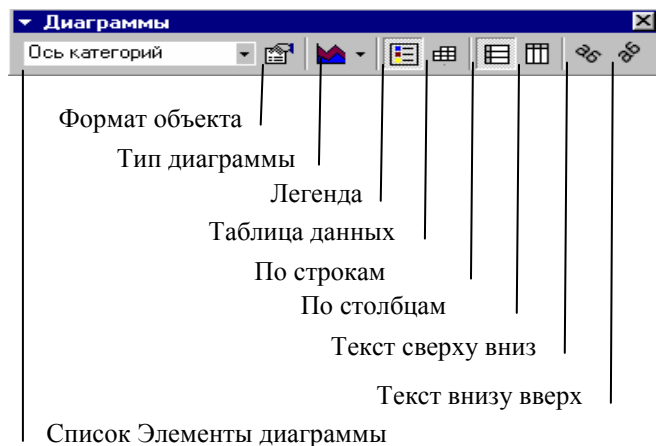 Диаграммы
Ось категорий
Формат объекта
Тип диаграммы
Легенда
Таблица данных
По строкам
По столбцам
Текст сверху вниз
Текст внизу вверх
Список Элементы диаграммы